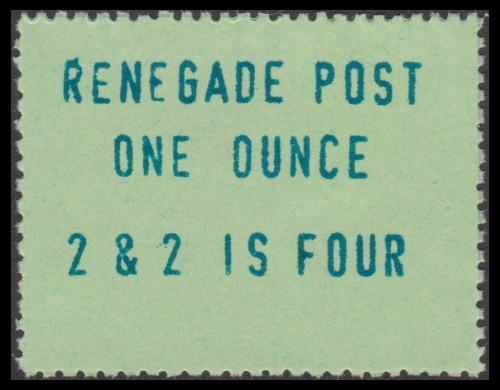 RENEGADE POST
ONE OUNCE
2 & 2 IS FOUR